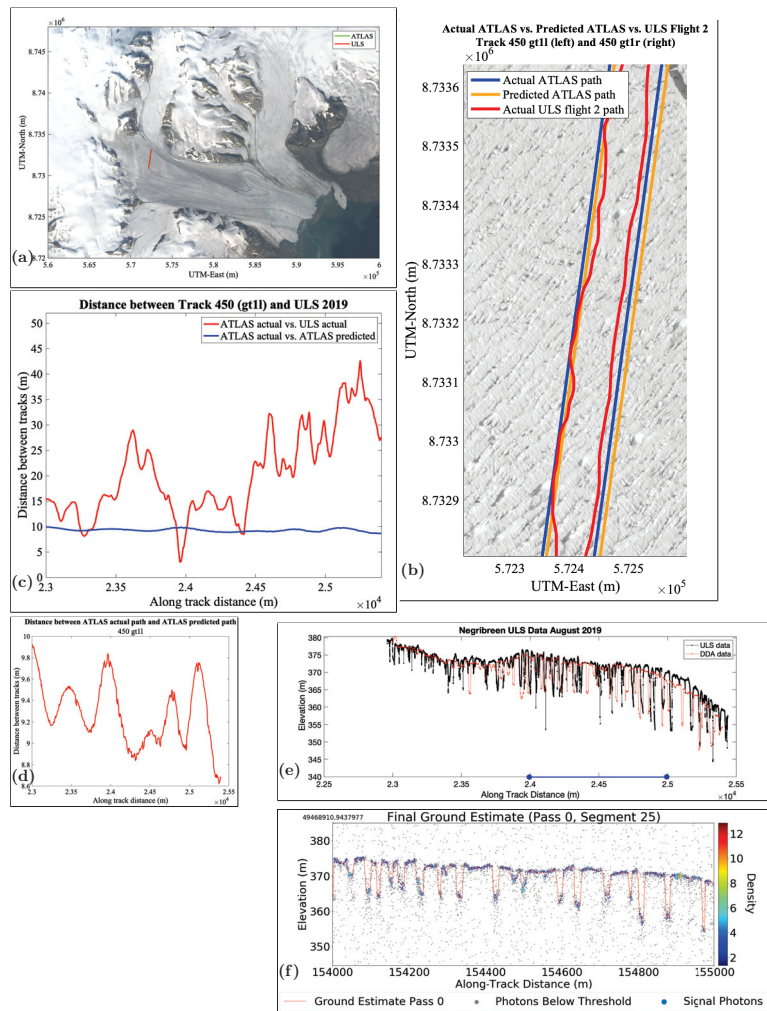 × 10⁶
8.745
8.74
8.735
8.73
8.725
8.72
UTM-North (m)
ATLAS
ULS
5.6
5.65
5.7
5.75
5.8
5.85
5.9
5.95
6
UTM-East (m)
× 10⁵
(a)
Actual ATLAS vs. Predicted ATLAS vs. ULS Flight 2
Track 450 gt1l (left) and 450 gt1r (right)
×10⁶
Actual ATLAS path
Predicted ATLAS path
Actual ULS flight 2 path
8.7336
8.7335
8.7334
8.7333
8.7332
8.7331
8.733
8.7329
UTM-North (m)
5.723
5.724
5.725
UTM-East (m)
×10⁵
(b)
Distance between Track 450 (gt1l) and ULS 2019
ATLAS actual vs. ULS actual
ATLAS actual vs. ATLAS predicted
50
45
40
35
30
25
20
15
10
5
0
Distance between tracks (m)
2.3
2.35
2.4
2.45
2.5
Along track distance (m)
×10⁴
(c)
Distance between ATLAS actual path and ATLAS predicted path
450 gt1l
10
9.8
9.6
9.4
9.2
9
8.8
8.6
Distance between tracks (m)
2.3
2.35
2.4
2.45
2.5
2.55
Along track distance (m)
×10⁴
(d)
Negribreen ULS Data August 2019
ULS data
DDA data
380
375
370
365
360
355
350
345
340
Elevation (m)
2.25
2.3
2.35
2.4
2.45
2.5
2.55
Along Track Distance (m)
×10⁴
(e)
49468910.9437977
Final Ground Estimate (Pass 0, Segment 25)
380
370
360
350
Elevation (m)
154000
154200
154400
154600
154800
155000
Along-Track Distance (m)
12
10
8
6
4
2
Density
(f)
Ground Estimate Pass 0
Photons Below Threshold
Signal Photons